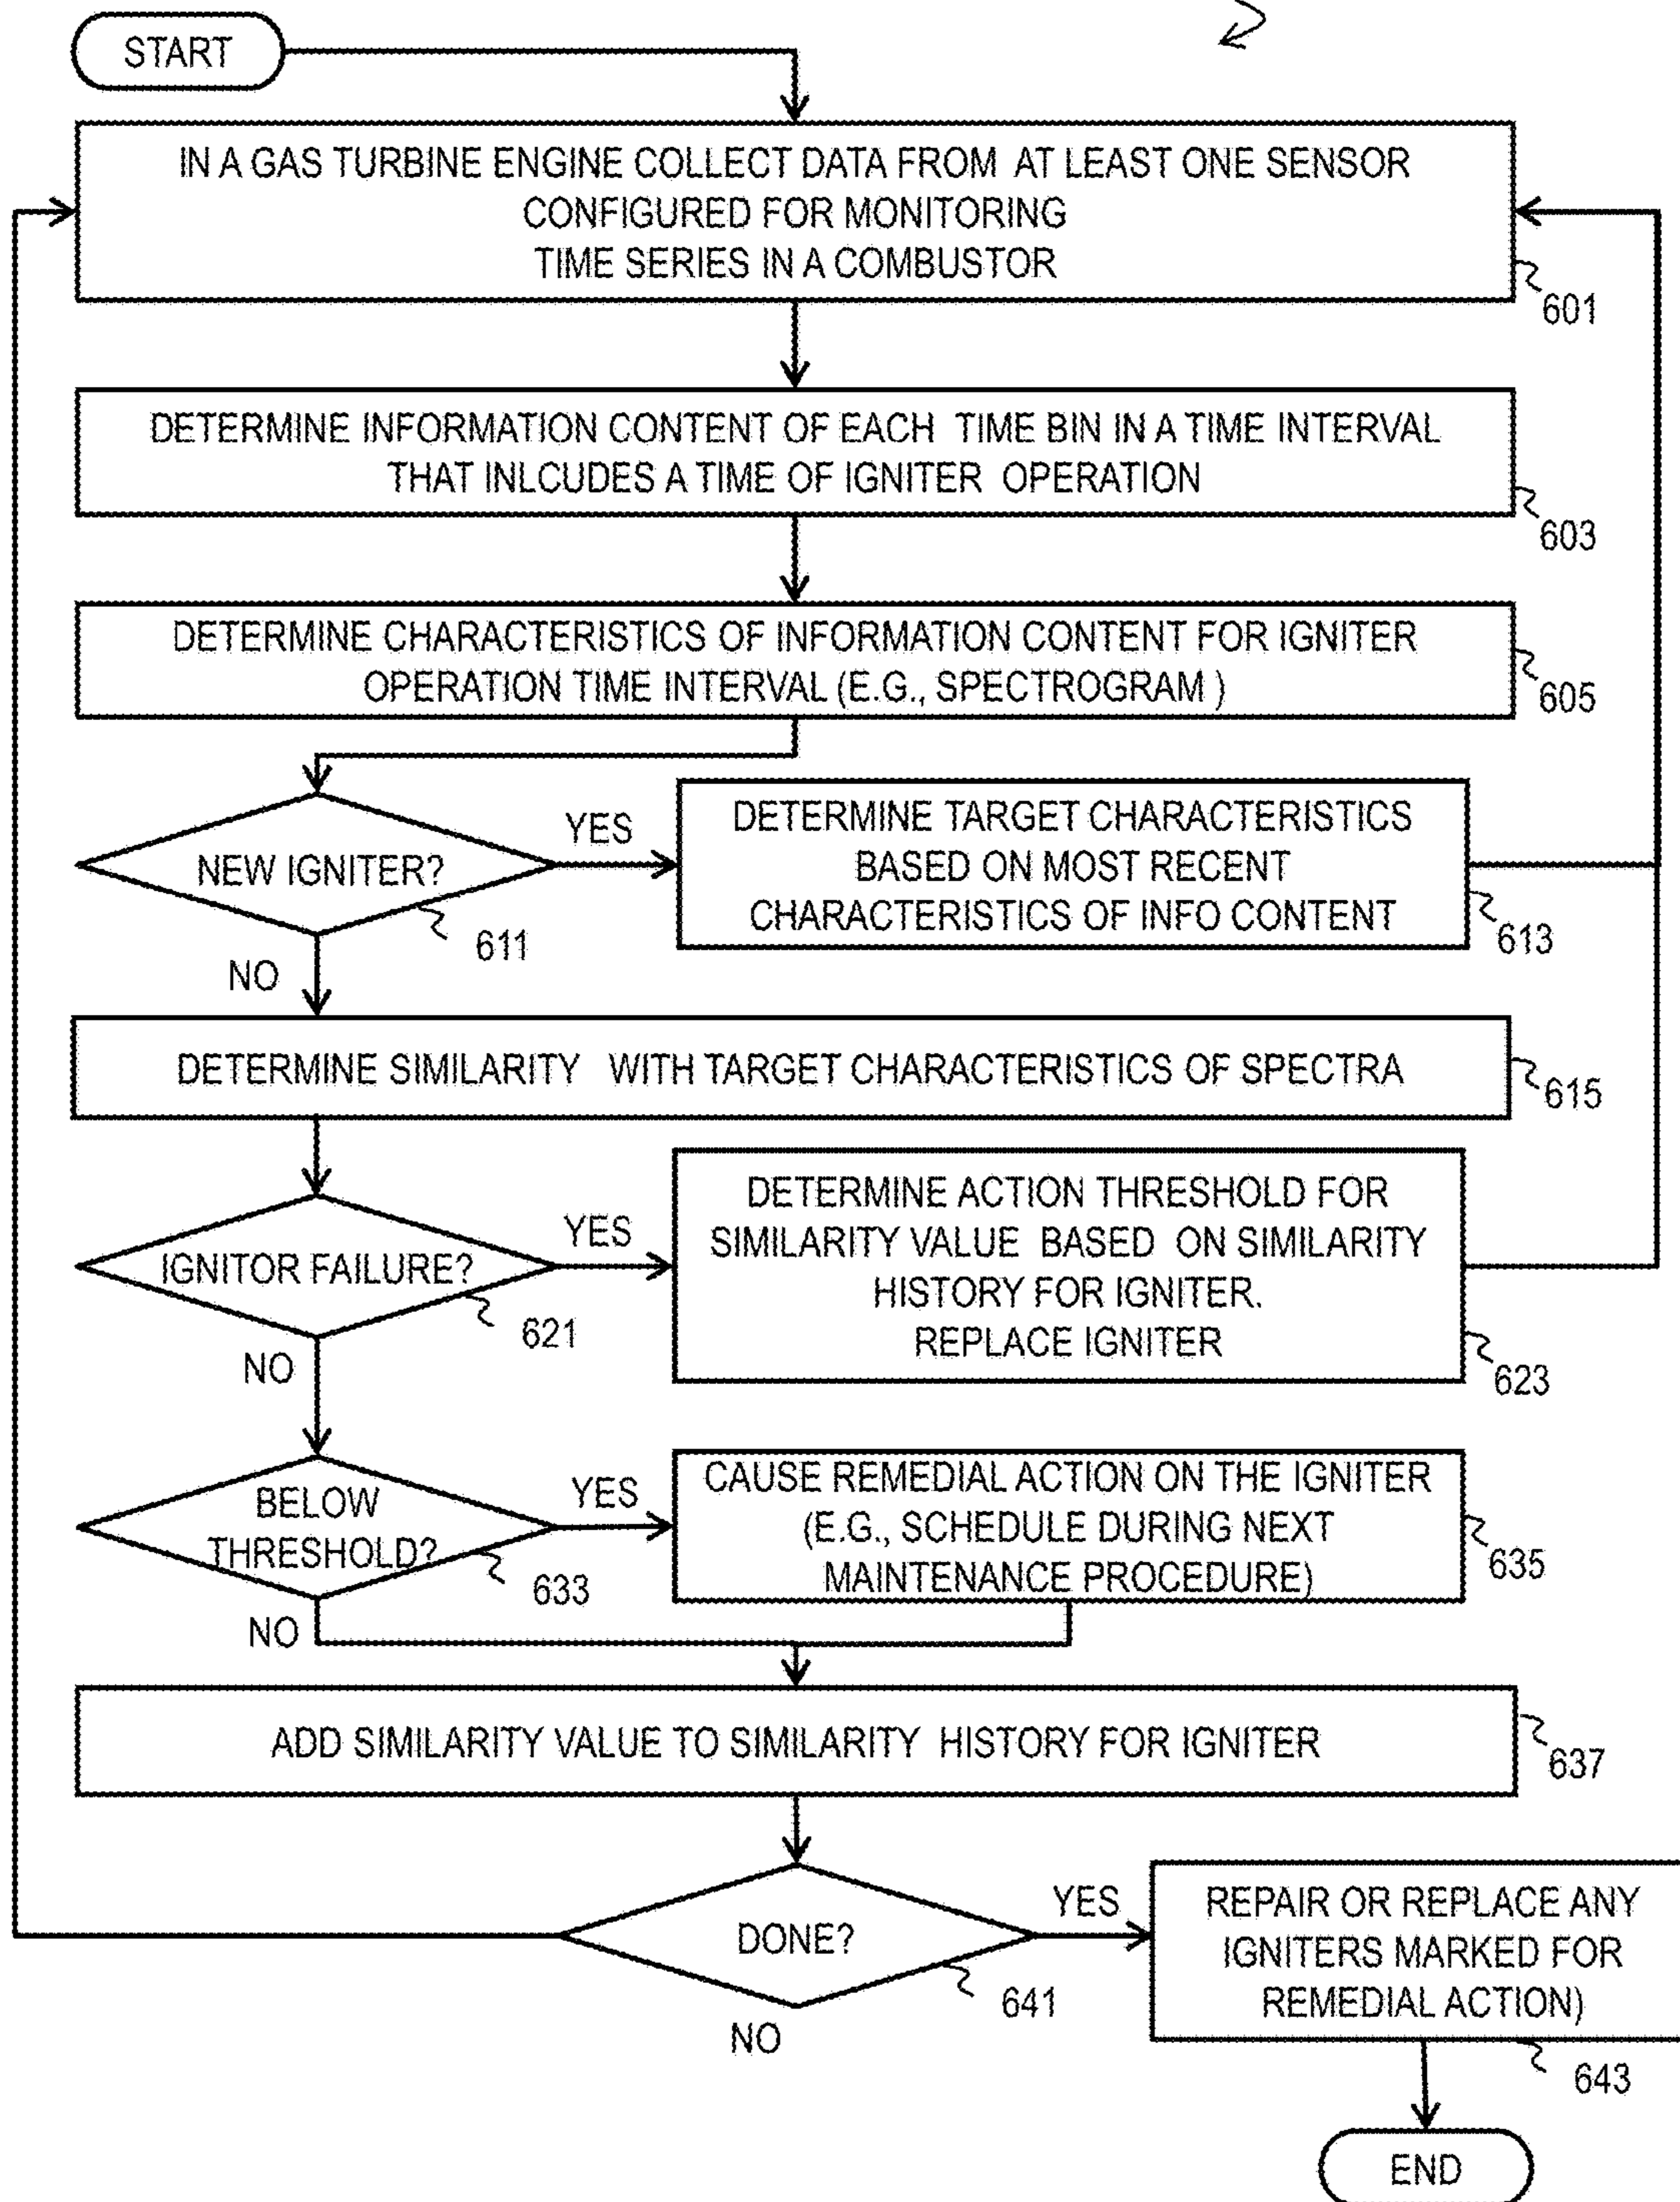 START
IN A GAS TURBINE ENGINE COLLECT DATA FROM AT LEAST ONE SENSOR
CONFIGURED FOR MONITORING
TIME SERIES IN A COMBUSTOR
601
DETERMINE INFORMATION CONTENT OF EACH TIME BIN IN A TIME INTERVAL
THAT INLCUDES A TIME OF IGNITER OPERATION
603
DETERMINE CHARACTERISTICS OF INFORMATION CONTENT FOR IGNITER
OPERATION TIME INTERVAL (E.G., SPECTROGRAM )
605
NEW IGNITER?
611
YES
DETERMINE TARGET CHARACTERISTICS
BASED ON MOST RECENT
CHARACTERISTICS OF INFO CONTENT
613
NO
DETERMINE SIMILARITY WITH TARGET CHARACTERISTICS OF SPECTRA
615
IGNITOR FAILURE?
621
YES
DETERMINE ACTION THRESHOLD FOR
SIMILARITY VALUE BASED ON SIMILARITY
HISTORY FOR IGNITER.
REPLACE IGNITER
623
NO
BELOW
THRESHOLD?
633
YES
CAUSE REMEDIAL ACTION ON THE IGNITER
(E.G., SCHEDULE DURING NEXT
MAINTENANCE PROCEDURE)
635
NO
ADD SIMILARITY VALUE TO SIMILARITY HISTORY FOR IGNITER
637
DONE?
641
YES
REPAIR OR REPLACE ANY
IGNITERS MARKED FOR
REMEDIAL ACTION)
643
NO
END